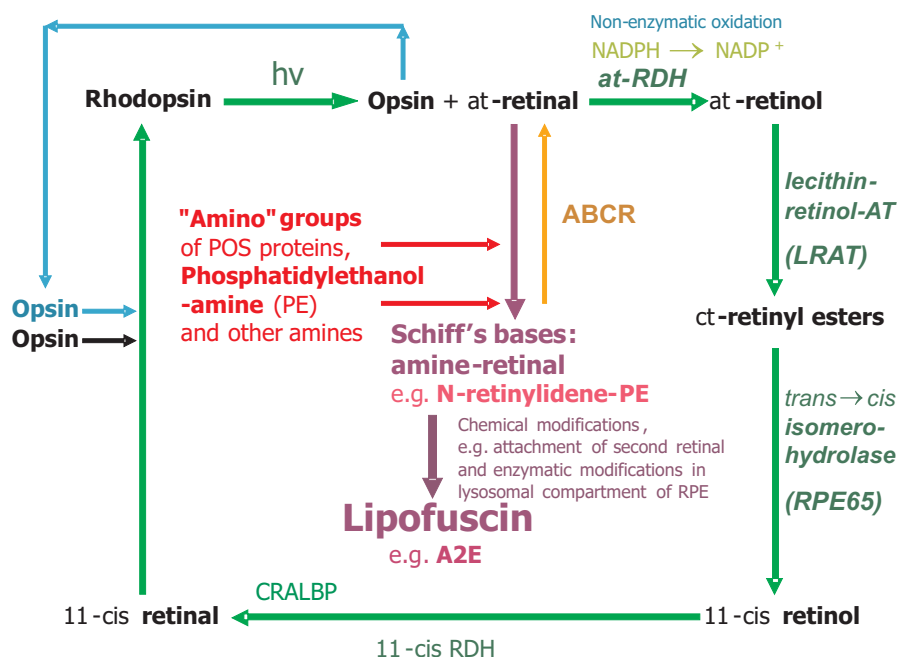 Non-enzymatic oxidation
NADPH → NADP +
hv
at-RDH
Rhodopsin
Opsin + at-retinal
at -retinol
lecithin-
retinol-AT
(LRAT)
ABCR
"Amino" groups
of POS proteins,
Phosphatidylethanol
-amine (PE)
and other amines
Opsin
Opsin
ct-retinyl esters
Schiff's bases:
amine-retinal
e.g. N-retinylidene-PE
trans → cis
isomero-
hydrolase
(RPE65)
Chemical modifications,
e.g. attachment of second retinal
and enzymatic modifications in
lysosomal compartment of RPE
Lipofuscin
e.g. A2E
CRALBP
11-cis retinal
11-cis retinol
11-cis RDH